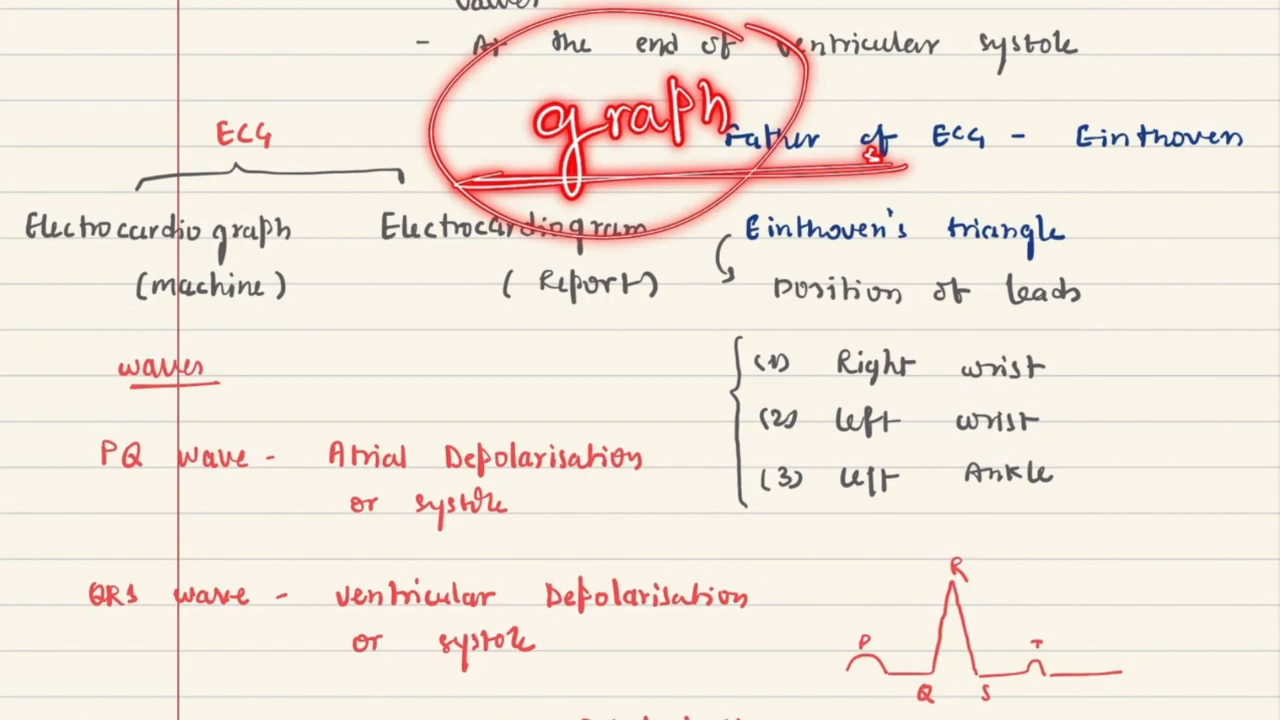 valves
- At the end of ventricular systole
graph
ECG
Father of ECG - Einthoven
Electrocardiograph
(machine)
Electrocardiogram
(Report)
Einthoven's triangle
Position of leads
(1) Right wrist
(2) left wrist
(3) left Ankle
waves
PQ wave - Atrial Depolarisation
or systole
QRS wave - ventricular Depolarisation
or systole
R
P
T
Q
S